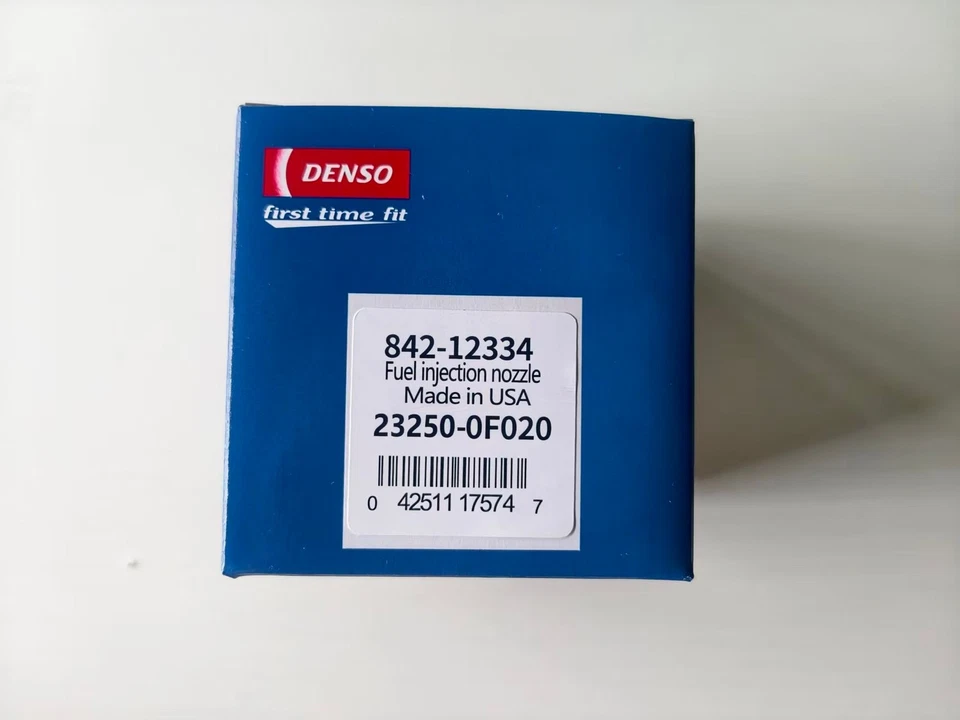 DENSO
first time fit
842-12334
Fuel injection nozzle
Made in USA
23250-0F020
0 42511 17574 7